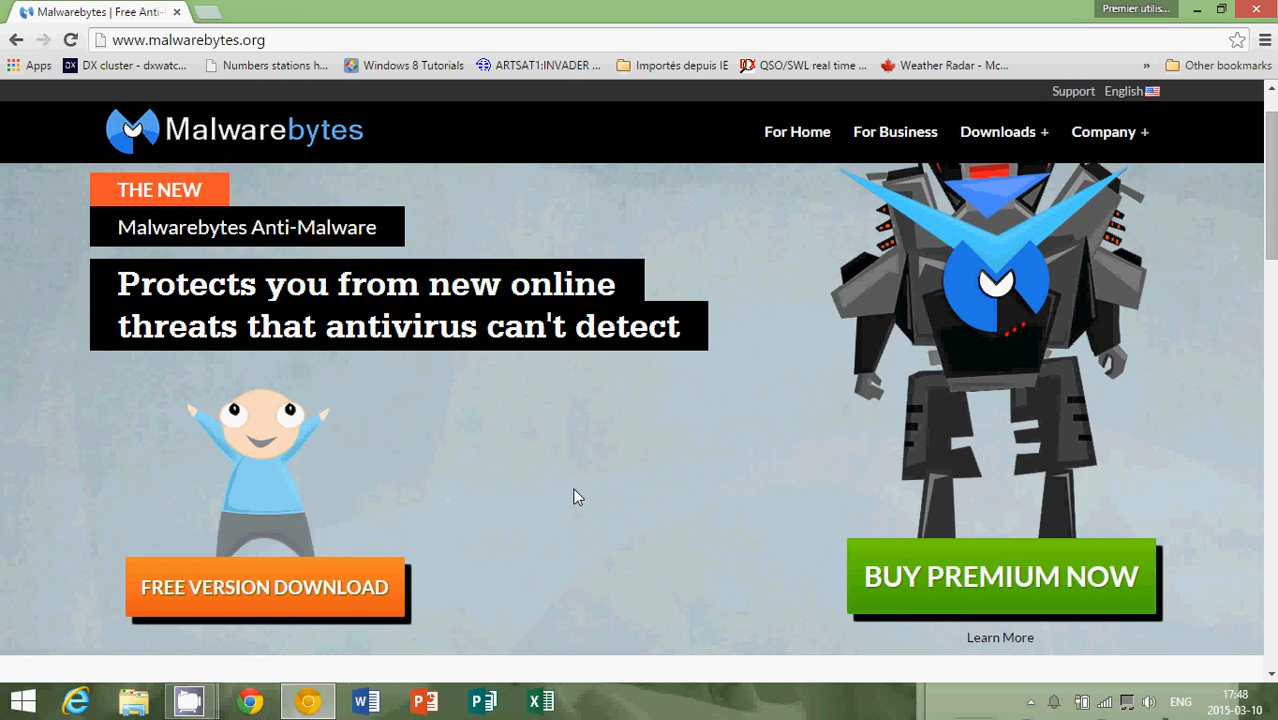 Malwarebytes | Free Anti-
Premier utilis...
www.malwarebytes.org
Apps
DX cluster - dxwatc...
Numbers stations h...
Windows 8 Tutorials
ARTSAT1:INVADER ...
Importés depuis IE
QSO/SWL real time ...
Weather Radar - Mc...
»
Other bookmarks
Support English
Malwarebytes
For Home For Business Downloads + Company +
THE NEW
Malwarebytes Anti-Malware
Protects you from new online
threats that antivirus can't detect
FREE VERSION DOWNLOAD
BUY PREMIUM NOW
Learn More
ENG
17:48
2015-03-10